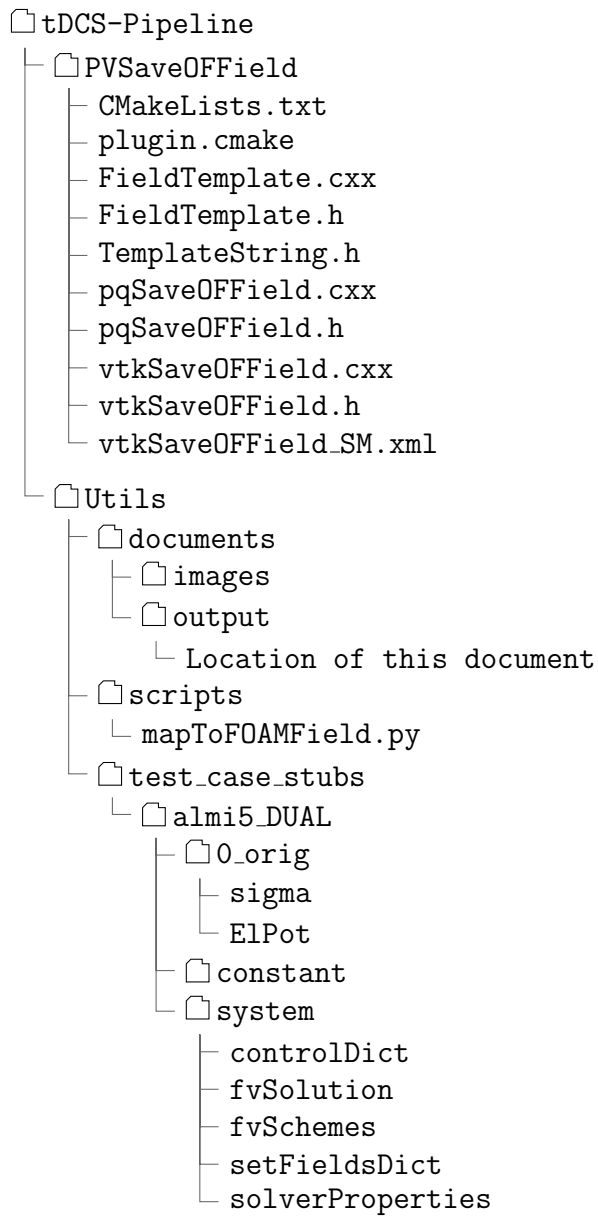 tDCS-Pipeline
PVSaveOFField
CMakeLists.txt
plugin.cmake
FieldTemplate.cxx
FieldTemplate.h
TemplateString.h
pqSaveOFField.cxx
pqSaveOFField.h
vtkSaveOFField.cxx
vtkSaveOFField.h
vtkSaveOFField_SM.xml
Utils
documents
images
output
Location of this document
scripts
mapToFOAMField.py
test_case_stubs
almi5_DUAL
0_orig
sigma
ElPot
constant
system
controlDict
fvSolution
fvSchemes
setFieldsDict
solverProperties